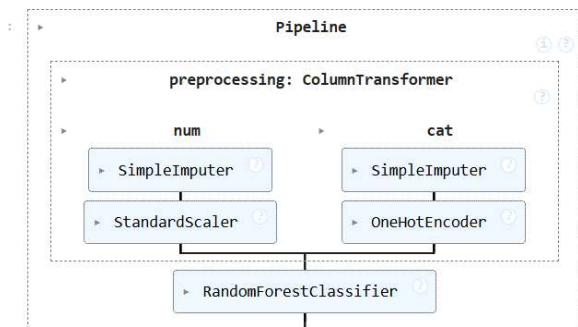 Pipeline
i ?
preprocessing: ColumnTransformer
?
num cat
SimpleImputer ? SimpleImputer ?
StandardScaler ? OneHotEncoder ?
RandomForestClassifier ?